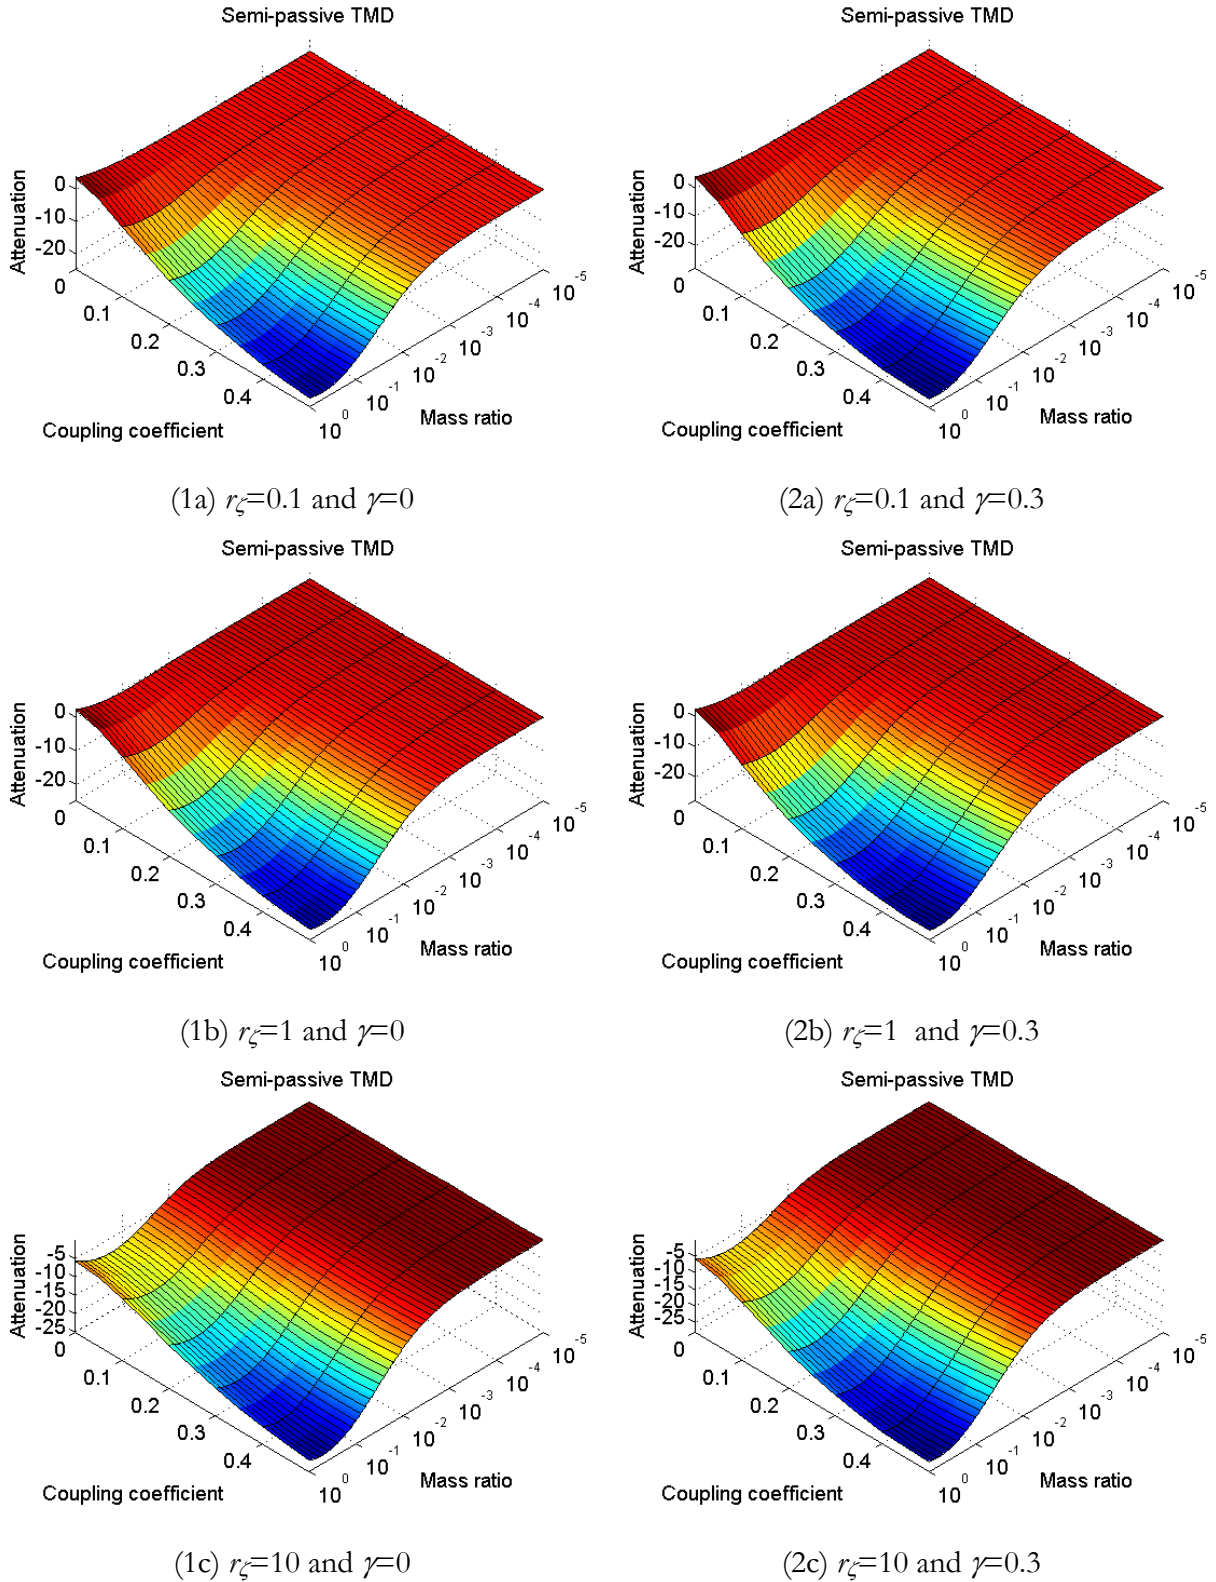 Semi-passive TMD
Semi-passive TMD
0
-10
-20
Attenuation
0
0.1
0.2
0.3
0.4
Coupling coefficient
10^0
10^-1
10^-2
10^-3
10^-4
10^-5
Mass ratio
0
-10
-20
Attenuation
0
0.1
0.2
0.3
0.4
Coupling coefficient
10^0
10^-1
10^-2
10^-3
10^-4
10^-5
Mass ratio
(1a) rζ=0.1 and γ=0
(2a) rζ=0.1 and γ=0.3
Semi-passive TMD
Semi-passive TMD
0
-10
-20
Attenuation
0
0.1
0.2
0.3
0.4
Coupling coefficient
10^0
10^-1
10^-2
10^-3
10^-4
10^-5
Mass ratio
0
-10
-20
Attenuation
0
0.1
0.2
0.3
0.4
Coupling coefficient
10^0
10^-1
10^-2
10^-3
10^-4
10^-5
Mass ratio
(1b) rζ=1 and γ=0
(2b) rζ=1 and γ=0.3
Semi-passive TMD
Semi-passive TMD
-5
-10
-15
-20
-25
Attenuation
0
0.1
0.2
0.3
0.4
Coupling coefficient
10^0
10^-1
10^-2
10^-3
10^-4
10^-5
Mass ratio
-5
-10
-15
-20
-25
Attenuation
0
0.1
0.2
0.3
0.4
Coupling coefficient
10^0
10^-1
10^-2
10^-3
10^-4
10^-5
Mass ratio
(1c) rζ=10 and γ=0
(2c) rζ=10 and γ=0.3